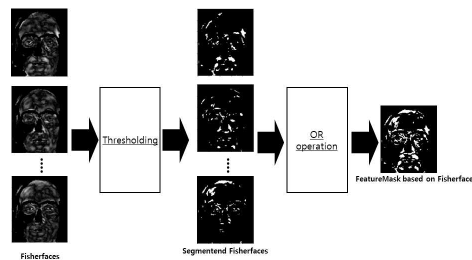 Thresholding
OR
operation
FeatureMask based on Fisherface
Segmentend Fisherfaces
Fisherfaces